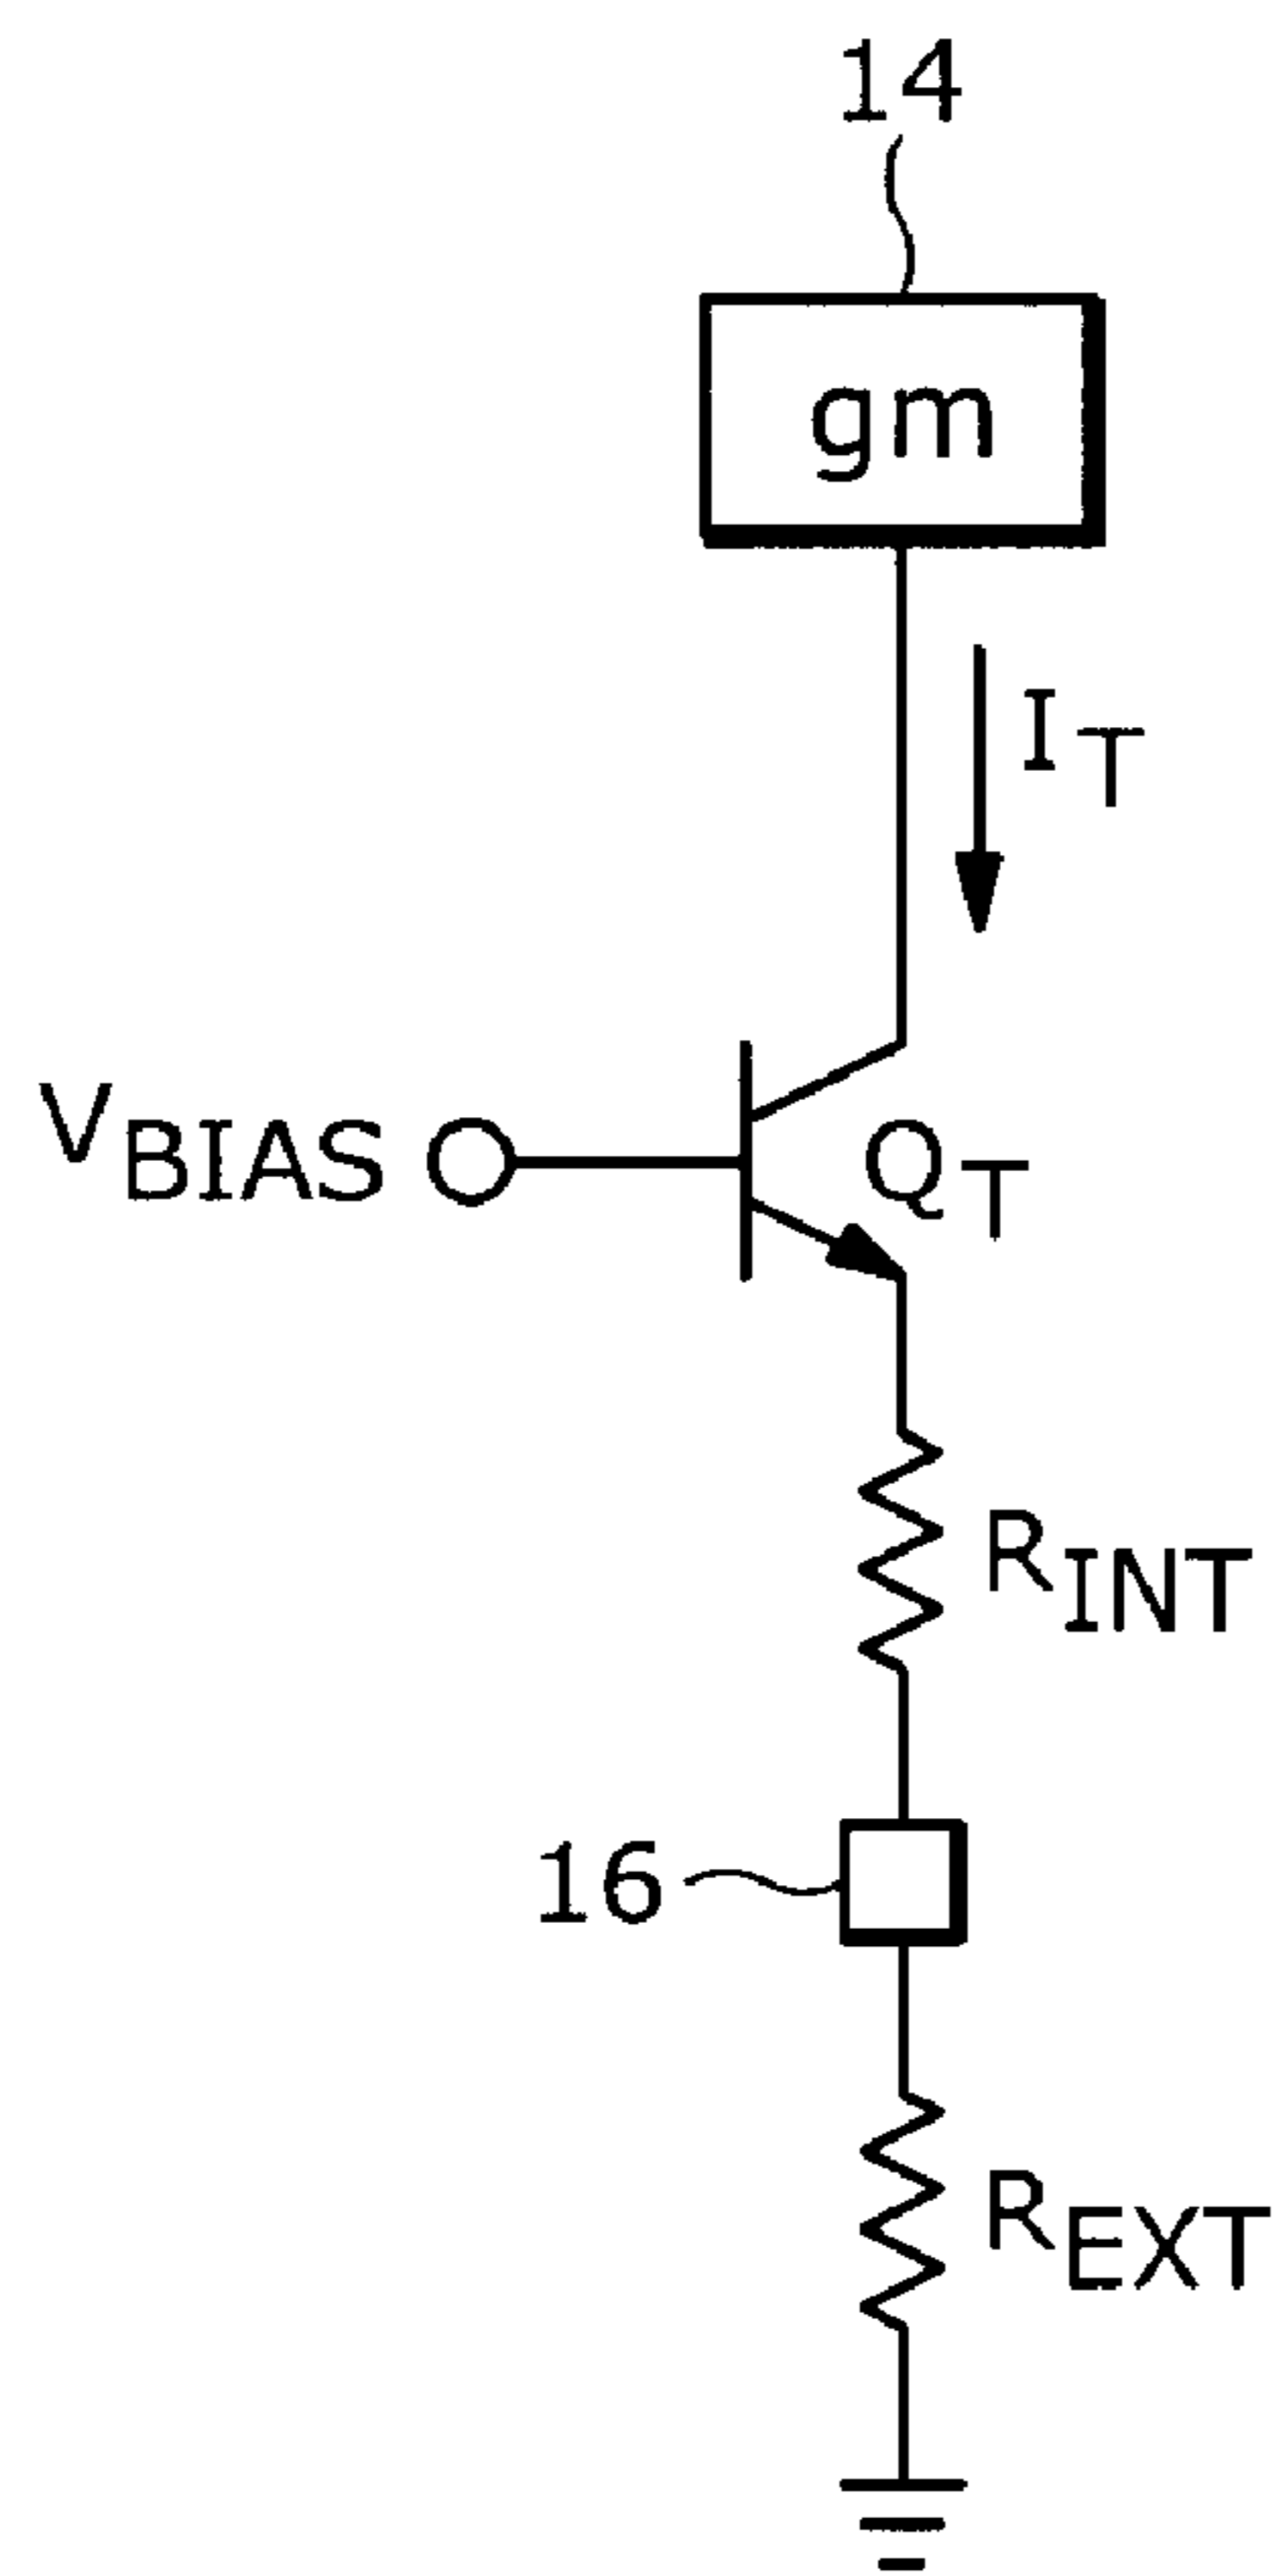 14
gm
I_T
V_BIAS
Q_T
R_INT
16
R_EXT